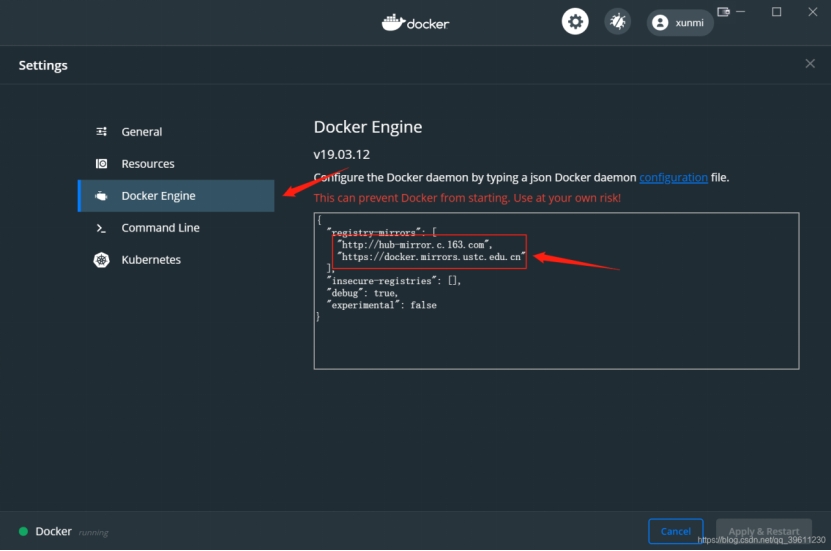 docker
xunmi
Settings
General
Resources
Docker Engine
Command Line
Kubernetes
Docker Engine
v19.03.12
Configure the Docker daemon by typing a json Docker daemon configuration file.
This can prevent Docker from starting. Use at your own risk!
{
"registry-mirrors": [
"http://hub-mirror.c.163.com",
"https://docker.mirrors.ustc.edu.cn"
],
"insecure-registries": [],
"debug": true,
"experimental": false
}
Docker running
Cancel
Apply & Restart
https://blog.csdn.net/qq_39611230